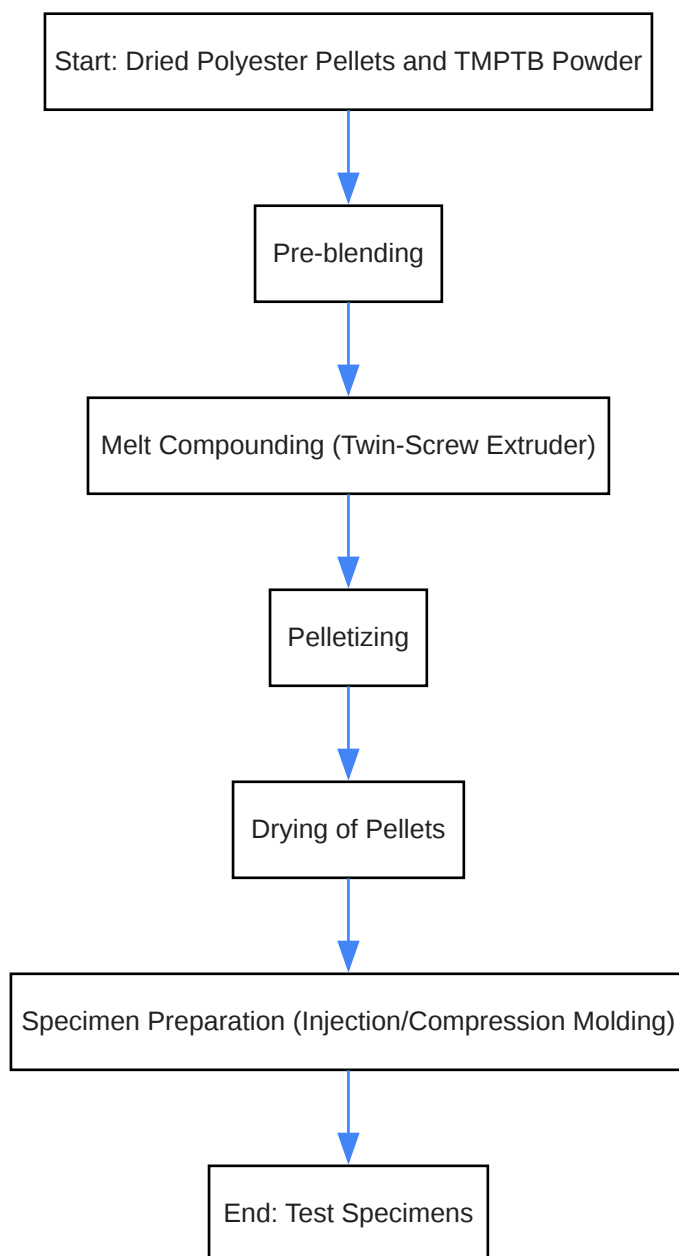 Start: Dried Polyester Pellets and TMPTB Powder
Pre-blending
Melt Compounding (Twin-Screw Extruder)
Pelletizing
Drying of Pellets
Specimen Preparation (Injection/Compression Molding)
End: Test Specimens